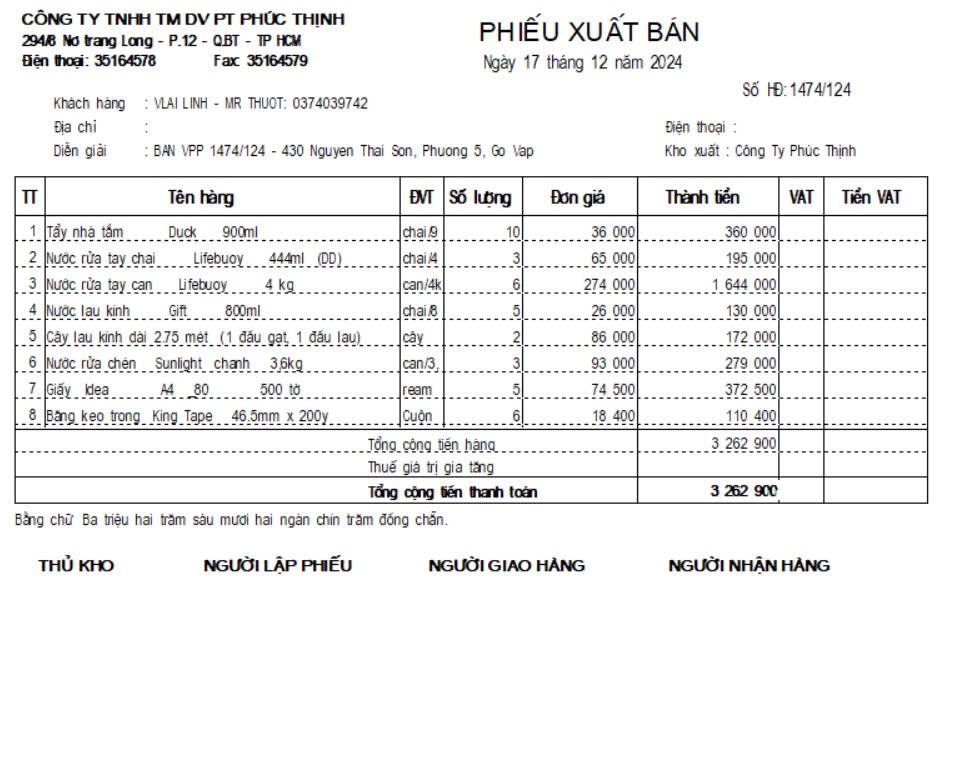 CÔNG TY TNHH TM DV PT PHÚC THỊNH
294/8 Nơ trang Long - P.12 - Q.BT - TP HCM
Điện thoại: 35164578 Fax: 35164579
PHIẾU XUẤT BÁN
Ngày 17 tháng 12 năm 2024
Số HĐ: 1474/124
Khách hàng : VLAI LINH - MR THUOT: 0374039742
Địa chỉ : Điện thoại :
Diễn giải : BAN VPP 1474/124 - 430 Nguyen Thai Son, Phuong 5, Go Vap Kho xuất : Công Ty Phúc Thịnh
TT Tên hàng ĐVT Số lượng Đơn giá Thành tiền VAT Tiền VAT
1 Tẩy nhà tắm Duck 900ml chai/9 10 36 000 360 000
2 Nước rửa tay chai Lifebuoy 444ml (DD) chai/4 3 65 000 195 000
3 Nước rửa tay can Lifebuoy 4 kg can/4k 6 274 000 1 644 000
4 Nước lau kính Gift 800ml chai/8 5 26 000 130 000
5 Cây lau kính dài 2.75 mét (1 đầu gạt, 1 đầu lau) cây 2 86 000 172 000
6 Nước rửa chén Sunlight chanh 3,6kg can/3, 3 93 000 279 000
7 Giấy Idea A4 _80 500 tờ ream 5 74 500 372 500
8 Băng keo trong King Tape 46.5mm x 200y Cuộn 6 18 400 110 400
Tổng cộng tiền hàng 3 262 900
Thuế giá trị gia tăng
Tổng cộng tiền thanh toán 3 262 900
Bằng chữ Ba triệu hai trăm sáu mươi hai ngàn chín trăm đồng chẵn.
THỦ KHO NGƯỜI LẬP PHIẾU NGƯỜI GIAO HÀNG NGƯỜI NHẬN HÀNG